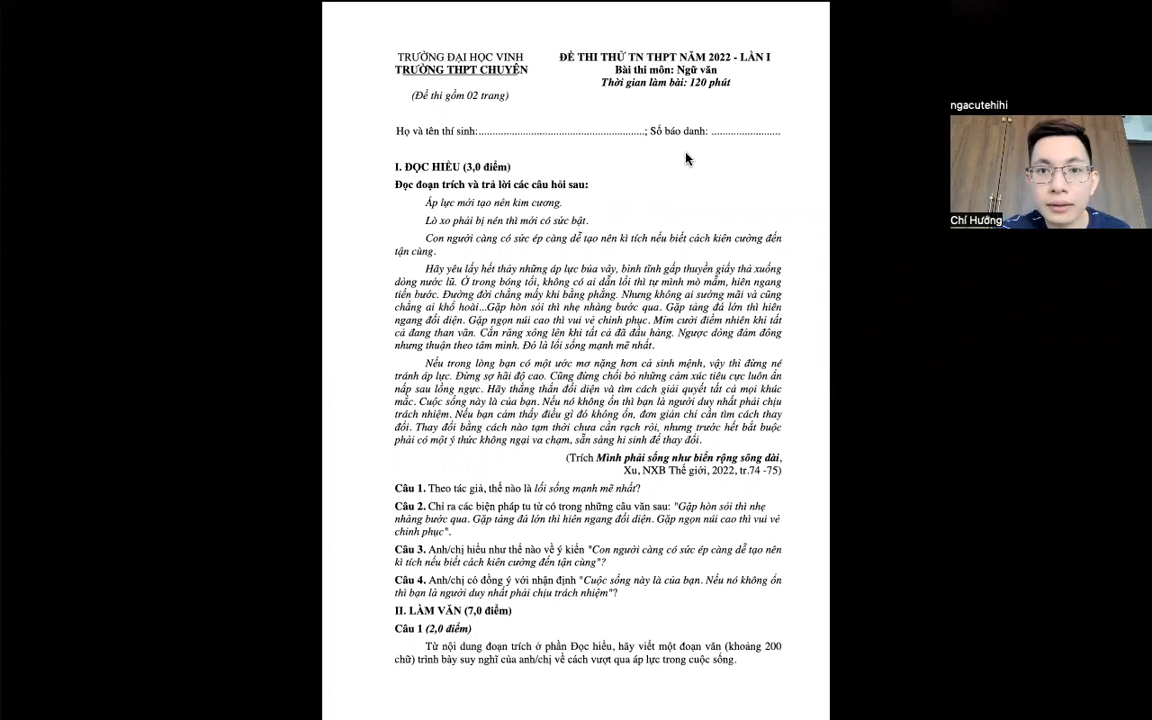 TRƯỜNG ĐẠI HỌC VINH
TRƯỜNG THPT CHUYÊN
(Đề thi gồm 02 trang)
ĐỀ THI THỬ TN THPT NĂM 2022 - LẦN I
Bài thi môn: Ngữ văn
Thời gian làm bài: 120 phút
Họ và tên thí sinh:....................................................; Số báo danh: .....................
I. ĐỌC HIỂU (3,0 điểm)
Đọc đoạn trích và trả lời các câu hỏi sau:
Áp lực mới tạo nên kim cương.
Lò xo phải bị nén thì mới có sức bật.
Con người càng có sức ép càng dễ tạo nên kì tích nếu biết cách kiên cường đến
tận cùng.
Hãy yêu lấy hết thảy những áp lực bủa vây, bình tĩnh gấp thuyền giấy thả xuống
dòng nước lũ. Ở trong bóng tối, không có ai dẫn lối thì tự mình mò mẫm, hiên ngang
tiến bước. Đường đời chẳng mấy khi bằng phẳng. Nhưng không ai sướng mãi và cũng
chẳng ai khổ hoài...Gặp hòn sỏi thì nhẹ nhàng bước qua. Gặp tảng đá lớn thì hiên
ngang đối diện. Gặp ngọn núi cao thì vui vẻ chinh phục. Mỉm cười điềm nhiên khi tất
cả đang than vãn. Cắn răng xông lên khi tất cả đã đầu hàng. Ngược dòng đám đông
nhưng thuận theo tâm mình. Đó là lối sống mạnh mẽ nhất.
Nếu trong lòng bạn có một ước mơ nặng hơn cả sinh mệnh, vậy thì đừng né
tránh áp lực. Đừng sợ hãi độ cao. Cũng đừng chối bỏ những cảm xúc tiêu cực luôn ẩn
nấp sau lồng ngực. Hãy thẳng thắn đối diện và tìm cách giải quyết tất cả mọi khúc
mắc. Cuộc sống này là của bạn. Nếu nó không ổn thì bạn là người duy nhất phải chịu
trách nhiệm. Nếu bạn cảm thấy điều gì đó không ổn, đơn giản chỉ cần tìm cách thay
đổi. Thay đổi bằng cách nào tạm thời chưa cần rạch ròi, nhưng trước hết bắt buộc
phải có một ý thức không ngại va chạm, sẵn sàng hi sinh để thay đổi.
(Trích Mình phải sống như biển rộng sông dài,
Xu, NXB Thế giới, 2022, tr.74 -75)
Câu 1. Theo tác giả, thế nào là lối sống mạnh mẽ nhất?
Câu 2. Chỉ ra các biện pháp tu từ có trong những câu văn sau: "Gặp hòn sỏi thì nhẹ
nhàng bước qua. Gặp tảng đá lớn thì hiên ngang đối diện. Gặp ngọn núi cao thì vui vẻ
chinh phục".
Câu 3. Anh/chị hiểu như thế nào về ý kiến "Con người càng có sức ép càng dễ tạo nên
kì tích nếu biết cách kiên cường đến tận cùng"?
Câu 4. Anh/chị có đồng ý với nhận định "Cuộc sống này là của bạn. Nếu nó không ổn
thì bạn là người duy nhất phải chịu trách nhiệm"?
II. LÀM VĂN (7,0 điểm)
Câu 1 (2,0 điểm)
Từ nội dung đoạn trích ở phần Đọc hiểu, hãy viết một đoạn văn (khoảng 200
chữ) trình bày suy nghĩ của anh/chị về cách vượt qua áp lực trong cuộc sống.
ngacutehihi
Chí Hướng